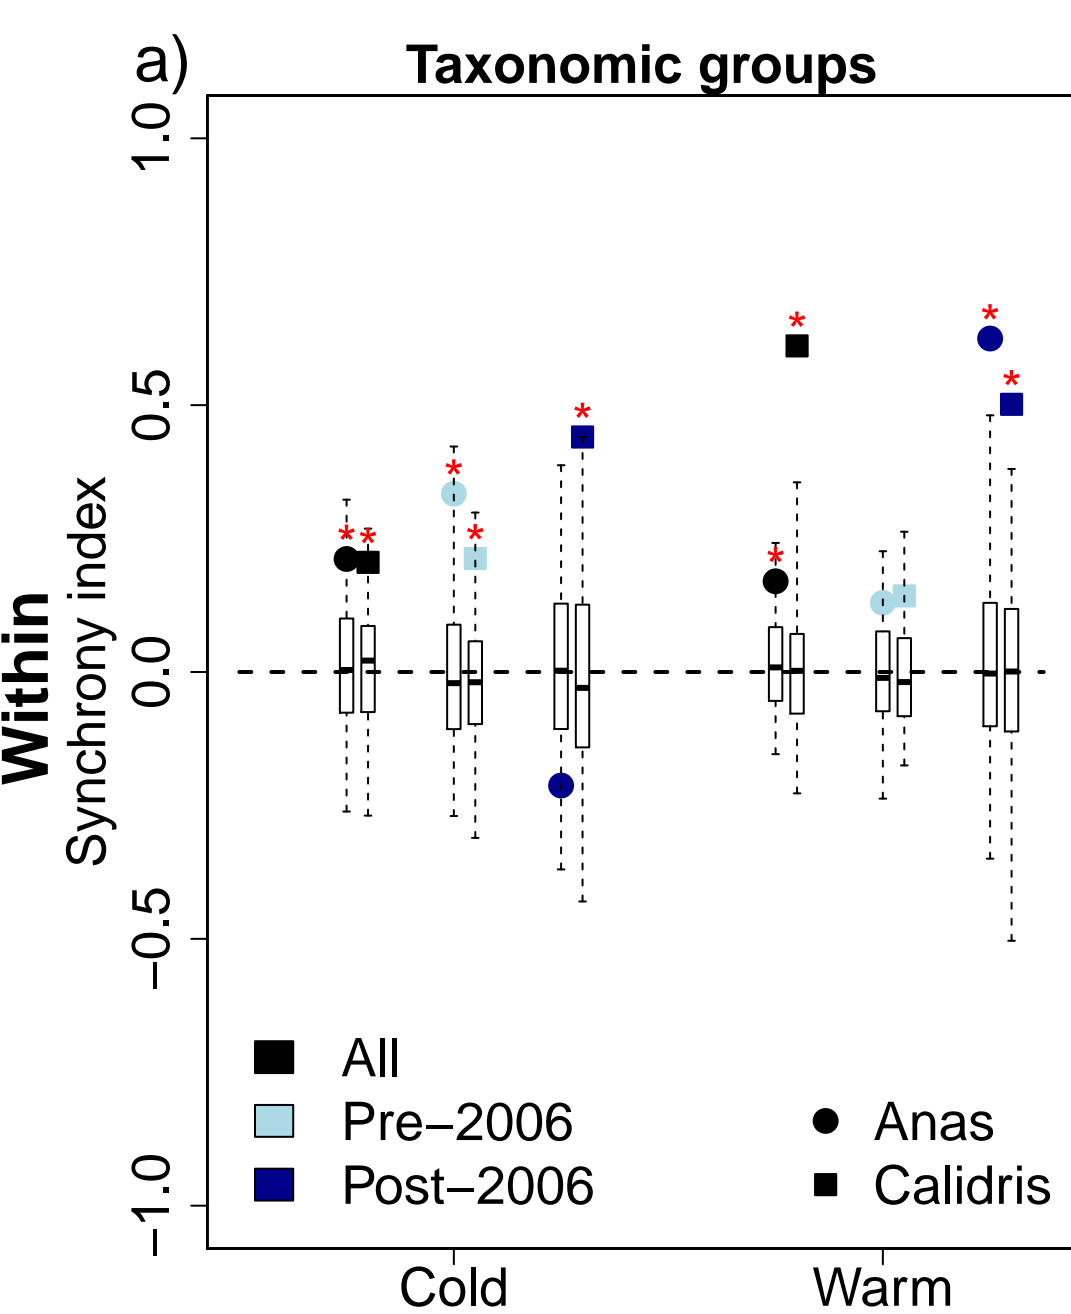 a)
Taxonomic groups
Within
Synchrony index
1.0
0.5
0.0
−0.5
−1.0
* * * * * * * * *
All
Pre−2006
Post−2006
Anas
Calidris
Cold
Warm